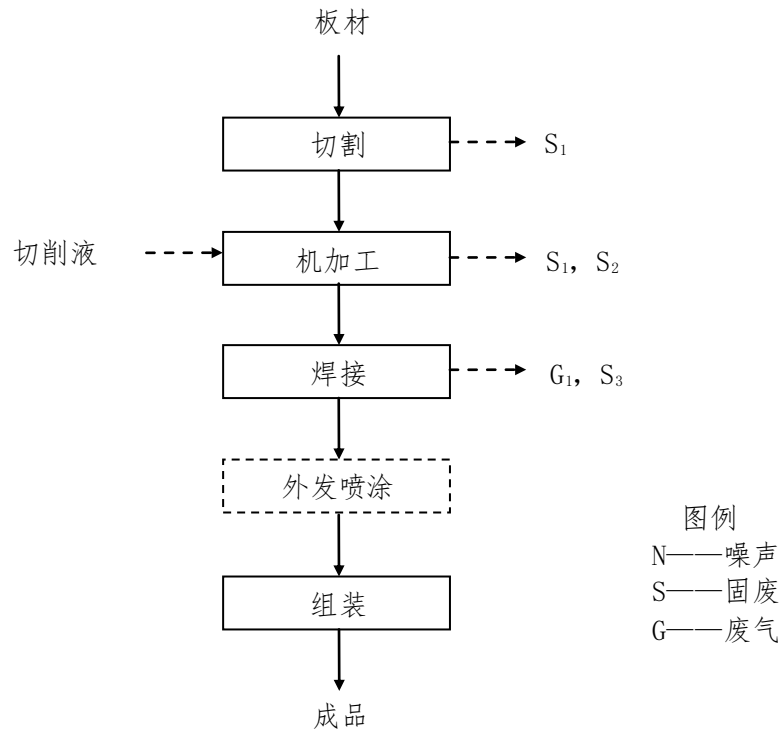 板材
切割
S₁
切削液
机加工
S₁, S₂
焊接
G₁, S₃
外发喷涂
组装
成品
图例
N——噪声
S——固废
G——废气